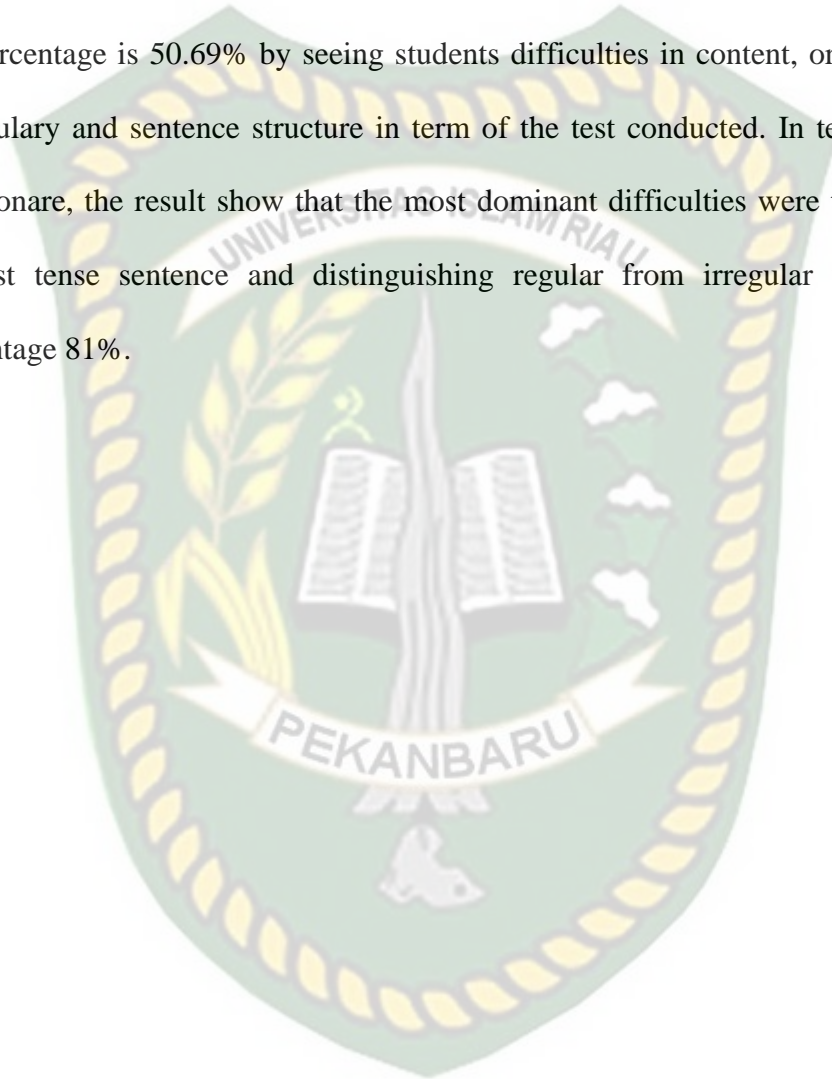 rcentage is 50.69% by seeing students difficulties in content, or
ulary and sentence structure in term of the test conducted. In te
onare, the result show that the most dominant difficulties were
st tense sentence and distinguishing regular from irregular
ntage 81%.
UNIVERSITAS ISLAM RIAU
PEKANBARU